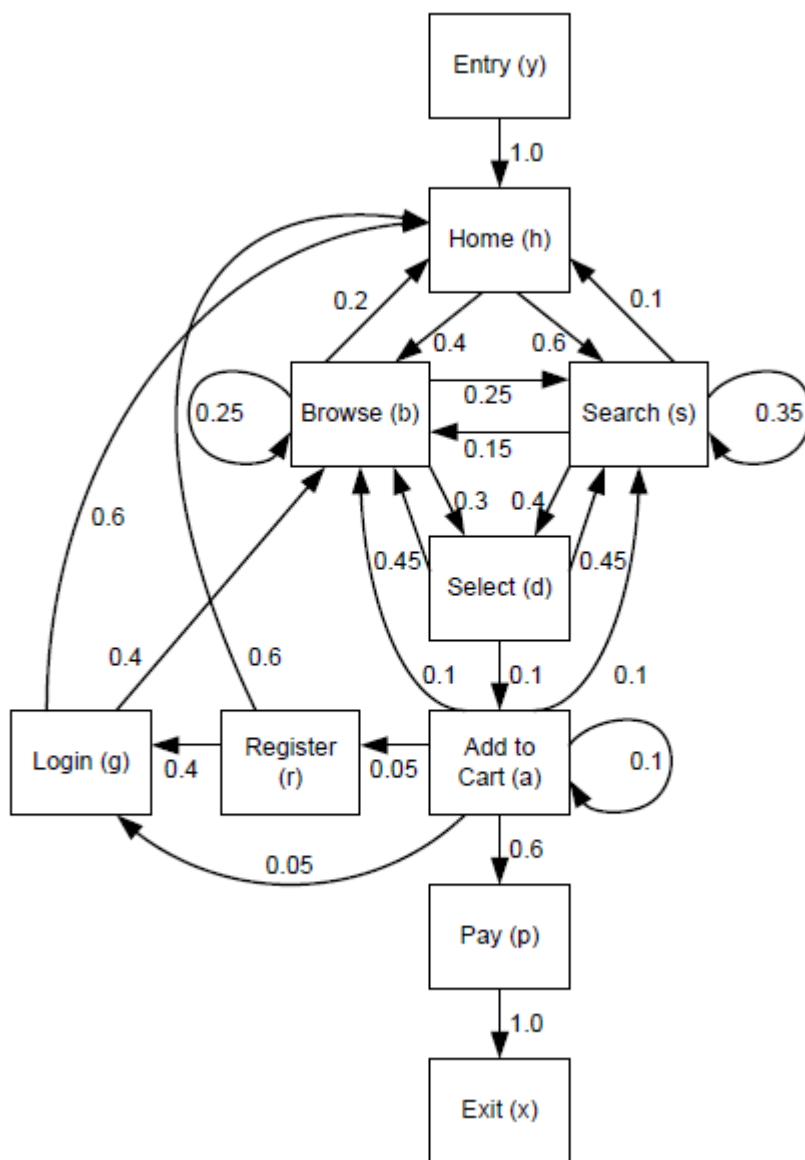 Entry (y)
1.0
Home (h)
0.2
0.4
0.6
0.1
0.25
Browse (b)
0.25
0.15
Search (s)
0.35
0.6
0.3
0.4
0.45
Select (d)
0.45
0.4
0.6
0.1
0.1
0.1
Login (g)
0.4
Register
(r)
0.05
Add to
Cart (a)
0.1
0.05
0.6
Pay (p)
1.0
Exit (x)